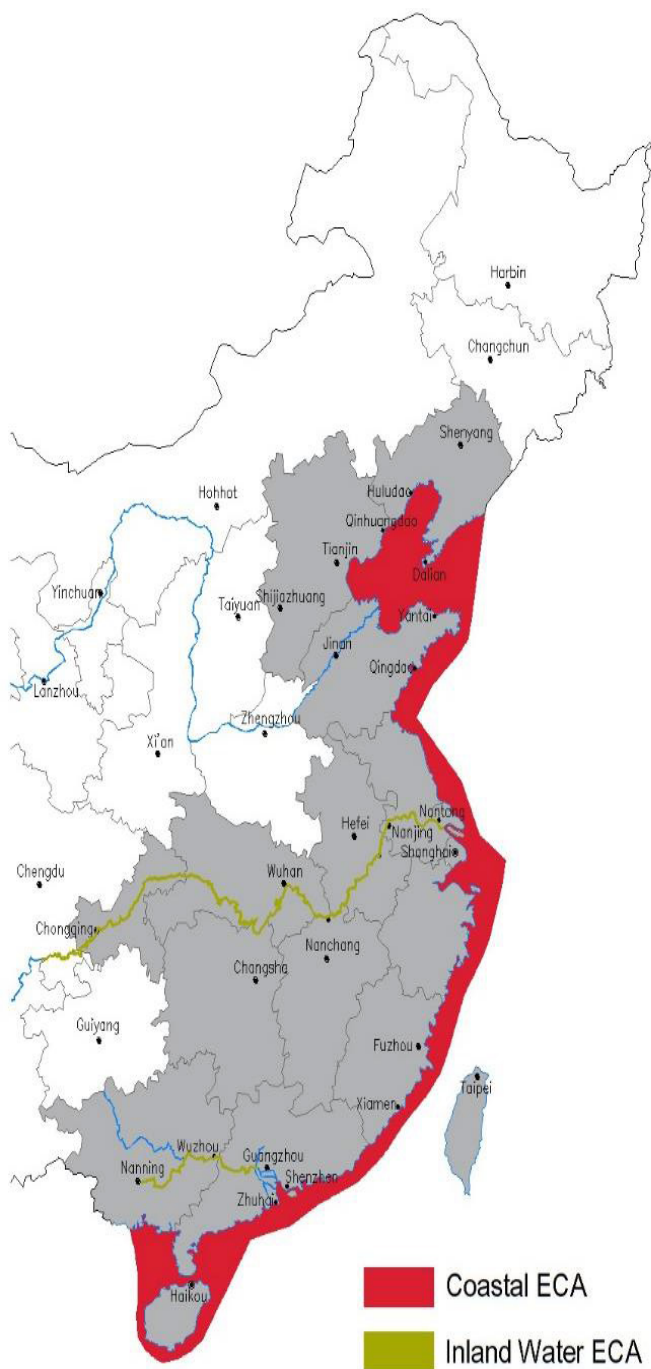 Harbin
Changchun
Shenyang
Hohhot
Huludao
Qinhuangdao
Tianjin
Dalian
Yinchuan
Shijiazhuang
Taiyuan
Yantai
Jinan
Qingdao
Lanzhou
Zhengzhou
Xi'an
Nantong
Hefei
Nanjing
Shanghai
Wuhan
Chengdu
Chongqing
Nanchang
Changsha
Guiyang
Fuzhou
Taipei
Xiamen
Wuzhou
Guangzhou
Nanning
Shenzhen
Zhuhai
Haikou
Coastal ECA
Inland Water ECA